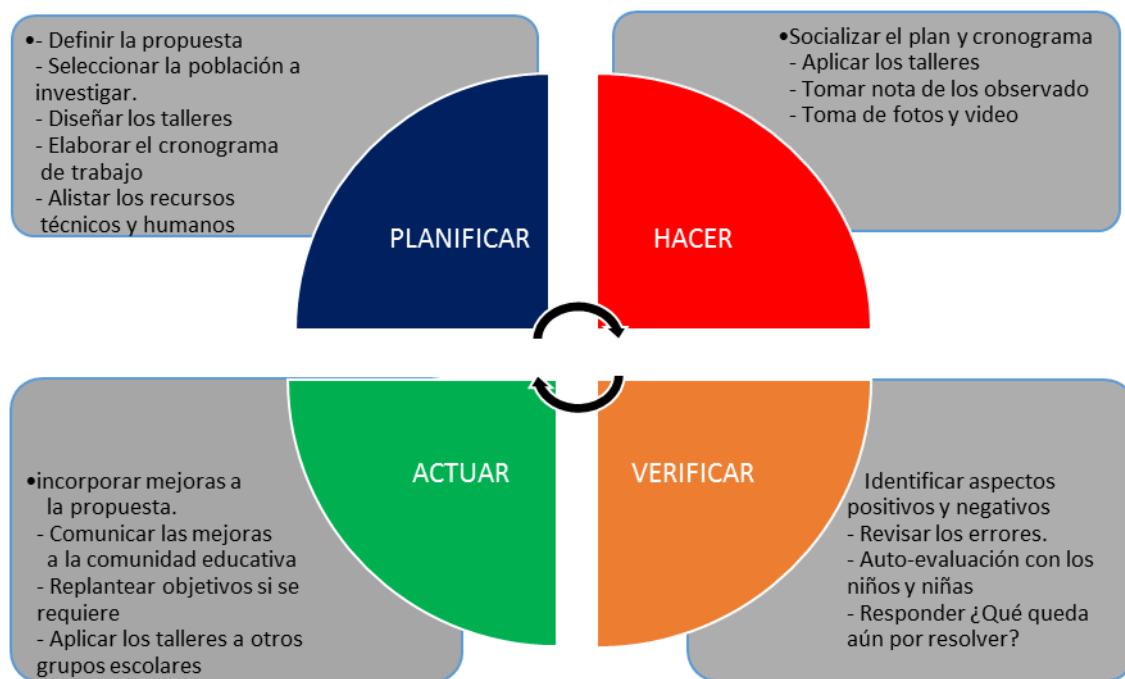 •- Definir la propuesta
- Seleccionar la población a
investigar.
- Diseñar los talleres
- Elaborar el cronograma
de trabajo
- Alistar los recursos
técnicos y humanos
PLANIFICAR
•Socializar el plan y cronograma
- Aplicar los talleres
- Tomar nota de los observado
- Toma de fotos y video
HACER
•incorporar mejoras a
la propuesta.
- Comunicar las mejoras
a la comunidad educativa
- Replantear objetivos si se
requiere
- Aplicar los talleres a otros
grupos escolares
ACTUAR
VERIFICAR
Identificar aspectos
positivos y negativos
- Revisar los errores.
- Auto-evaluación con los
niños y niñas
- Responder ¿Qué queda
aún por resolver?